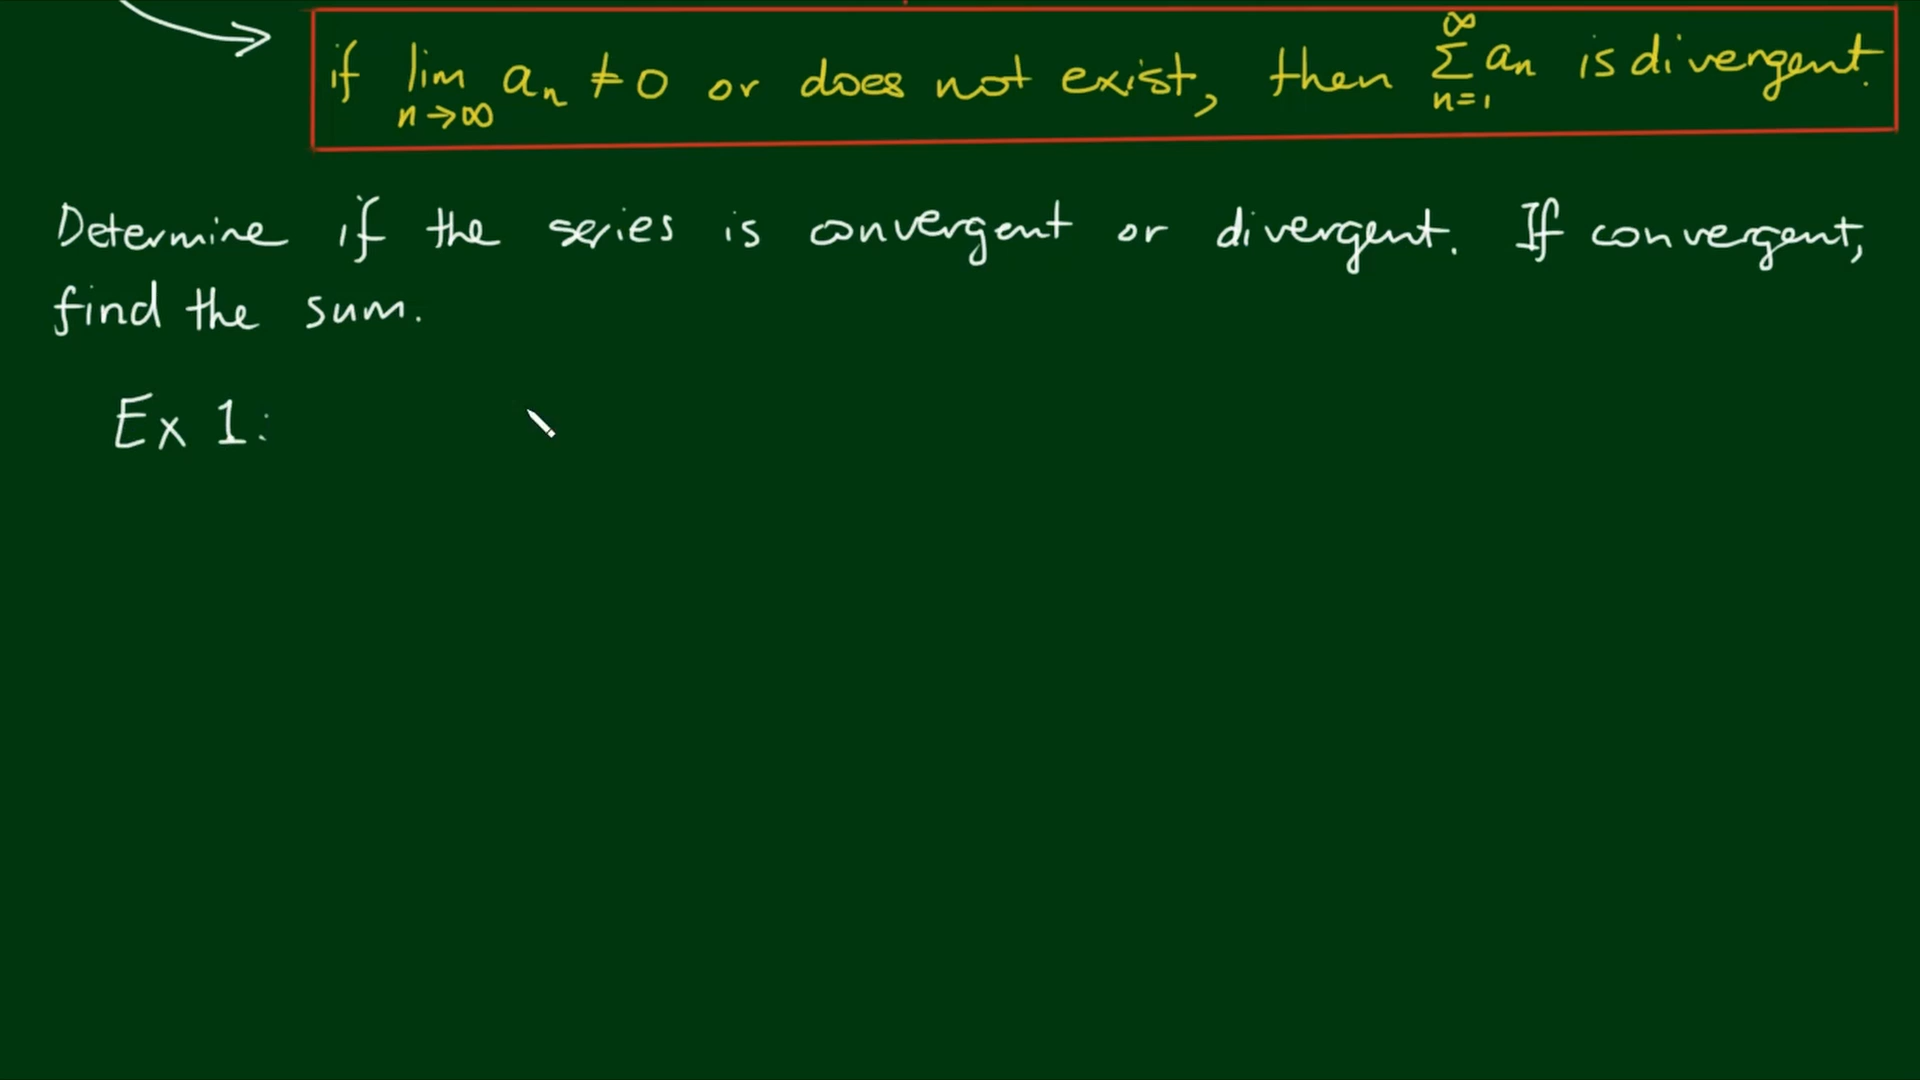 if lim n→∞ aₙ ≠ 0 or does not exist, then ∞ Σ n=1 aₙ is divergent.
Determine if the series is convergent or divergent. If convergent,
find the sum.
Ex 1: